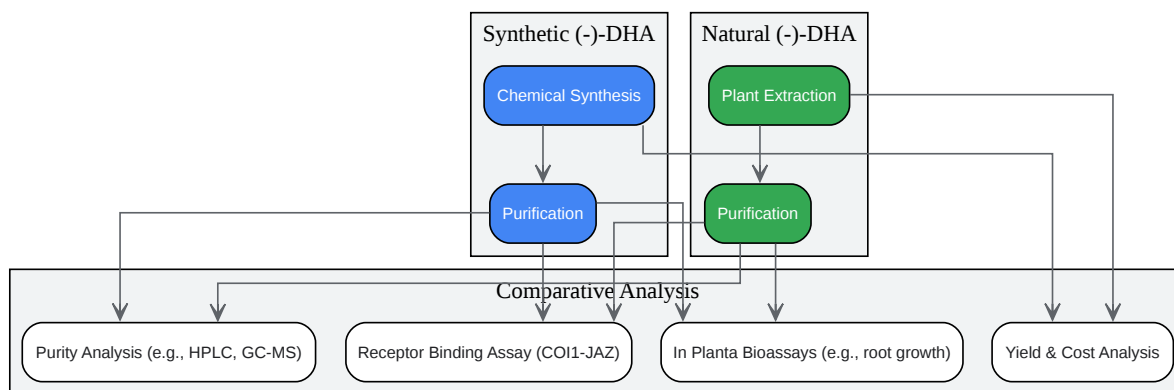 Synthetic (-)-DHA
Natural (-)-DHA
Chemical Synthesis
Plant Extraction
Purification
Purification
Comparative Analysis
Purity Analysis (e.g., HPLC, GC-MS)
Receptor Binding Assay (COI1-JAZ)
In Planta Bioassays (e.g., root growth)
Yield & Cost Analysis